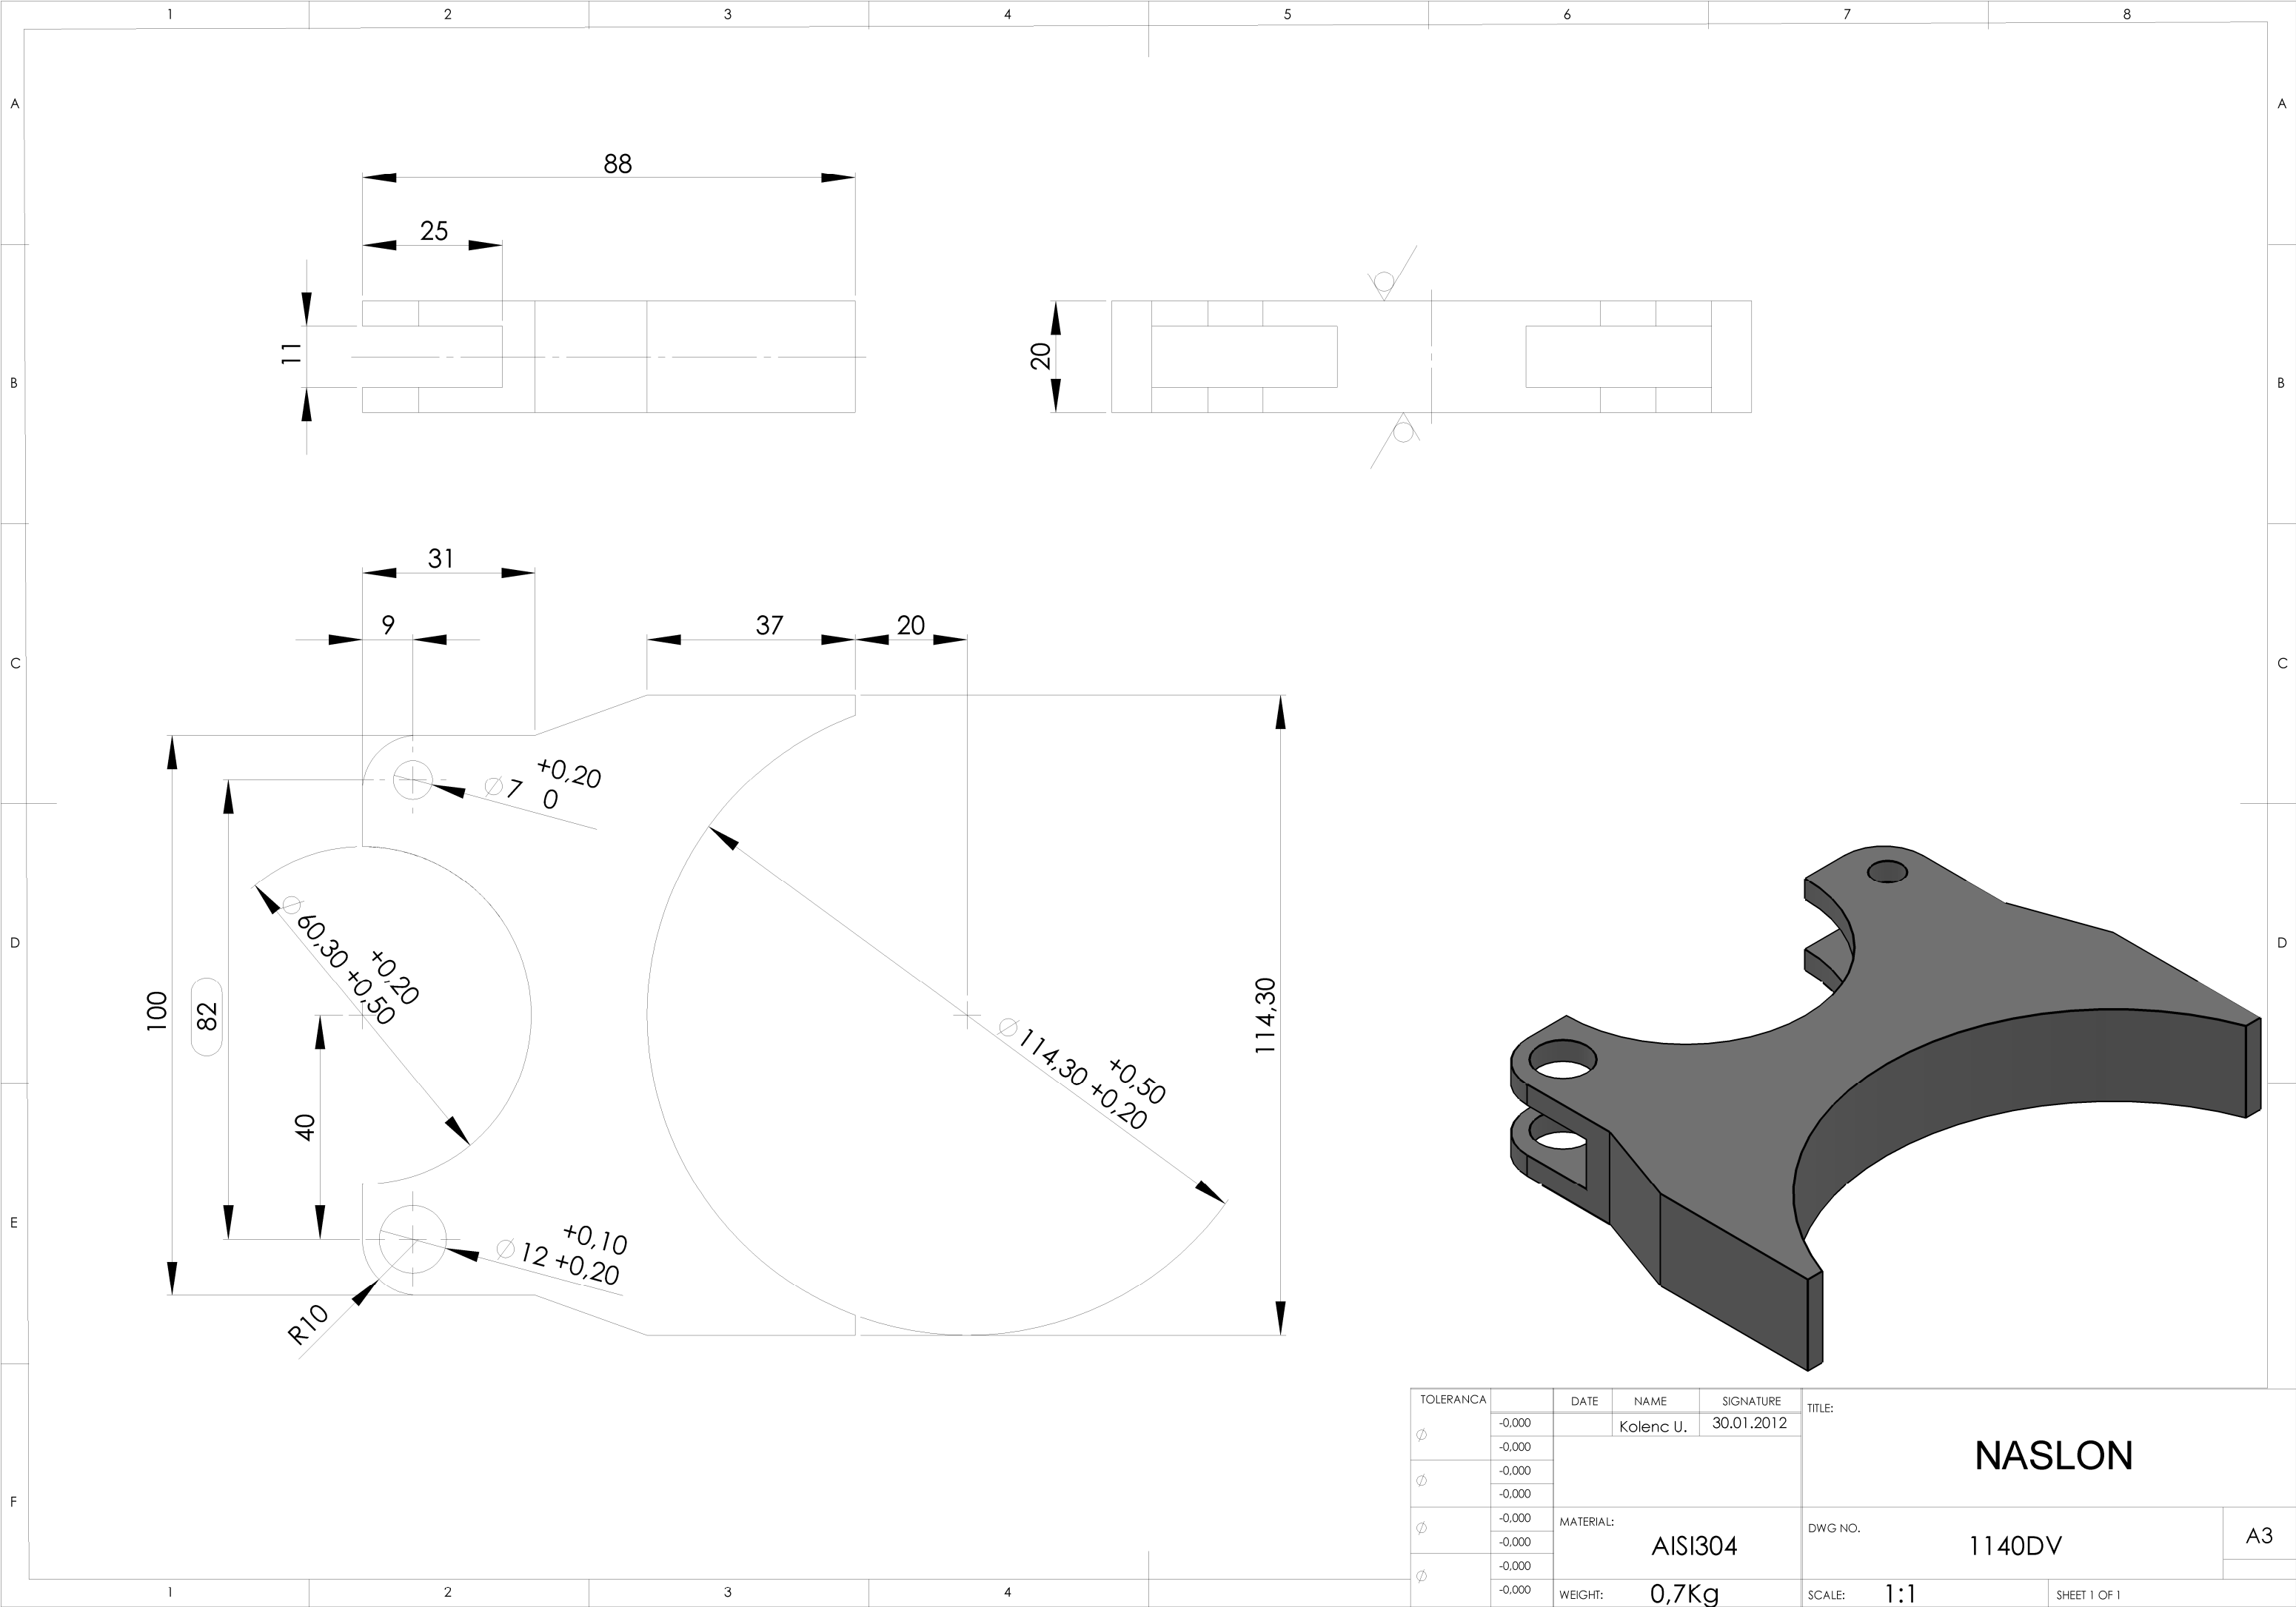 1 2 3 4 5 6 7 8
A A
88
25
11
20
B B
31
9
37
20
C C
∅ 7 +0,20
0
∅ 60,30 +0,20
+0,50
D D
100
82
40
∅ 114,30 +0,50
+0,20
114,30
∅ 12 +0,10
+0,20
E E
R10
TOLERANCA DATE NAME SIGNATURE TITLE:
∅ -0,000 Kolenc U. 30.01.2012
-0,000 NASLON
∅ -0,000
-0,000
F
∅ -0,000 MATERIAL: DWG NO.
-0,000 AISI304 1140DV A3
∅ -0,000
-0,000 WEIGHT: 0,7Kg SCALE: 1:1 SHEET 1 OF 1
1 2 3 4